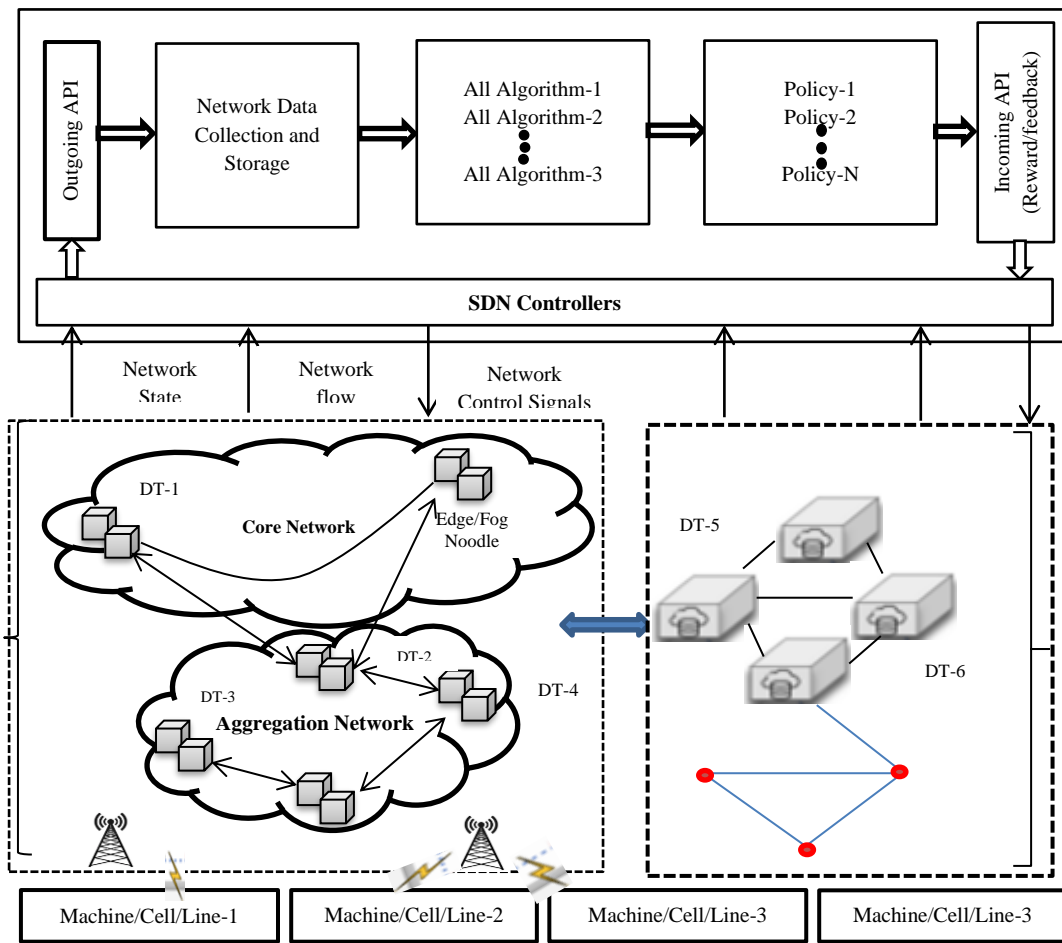 Outgoing API
Network Data
Collection and
Storage
All Algorithm-1
All Algorithm-2
All Algorithm-3
Policy-1
Policy-2
Policy-N
Incoming API
(Reward/feedback)
SDN Controllers
Network
State
Network
flow
Network
Control Signals
DT-1
Core Network
Edge/Fog
Noodle
DT-2
DT-3
Aggregation Network
DT-4
DT-5
DT-6
Machine/Cell/Line-1
Machine/Cell/Line-2
Machine/Cell/Line-3
Machine/Cell/Line-3